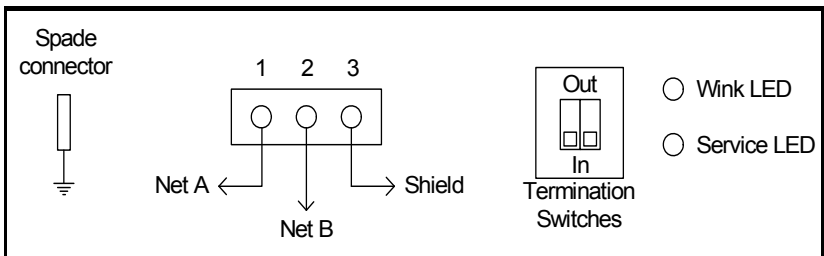 Spade
connector
1 2 3
Net A
Net B
Shield
Out
In
Termination
Switches
Wink LED
Service LED